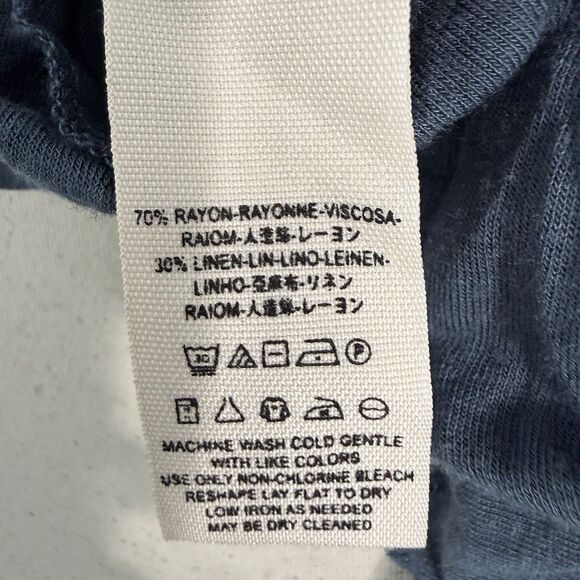 70% RAYON-RAYONNE-VISCOSA-
RAIOM-人造絲-レーヨン
30% LINEN-LIN-LINO-LEINEN-
LINHO-亞麻布-リネン
RAIOM-人造絲-レーヨン
30
P
MACHINE WASH COLD GENTLE
WITH LIKE COLORS
USE ONLY NON-CHLORINE BLEACH
RESHAPE LAY FLAT TO DRY
LOW IRON AS NEEDED
MAY BE DRY CLEANED